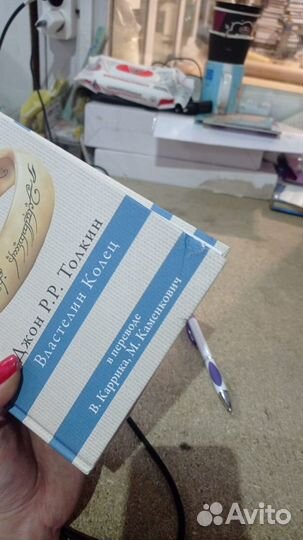 Джон Р.Р. Толкин
Властелин Колец
в переводе
В. Каррика, М. Каменкович
Avito